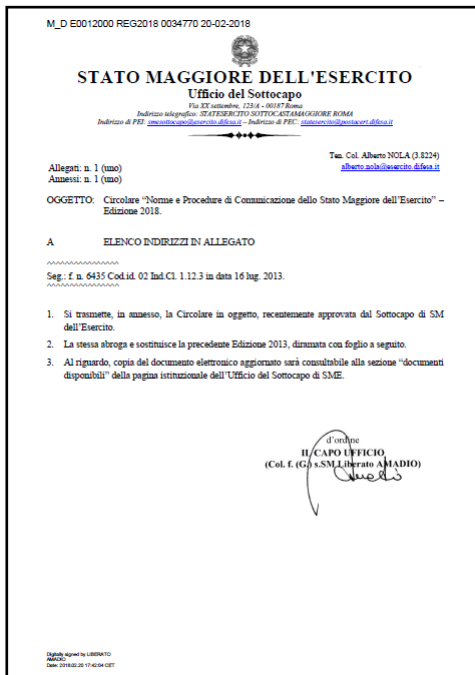 M_D E0012000 REG2018 0034770 20-02-2018
STATO MAGGIORE DELL'ESERCITO
Ufficio del Sottocapo
Via XX settembre, 123/A - 00187 Roma
Indirizzo telegrafico: STATESERCITO SOTTOCASTAMAGGIORE ROMA
Indirizzo di PEI: smesottocapo@esercito.difesa.it – Indirizzo di PEC: statesercito@postacert.difesa.it
Ten. Col. Alberto NOLA (3.8224)
alberto.nola@esercito.difesa.it
Allegati: n. 1 (uno)
Annessi: n. 1 (uno)
OGGETTO: Circolare “Norme e Procedure di Comunicazione dello Stato Maggiore dell’Esercito” –
Edizione 2018.
A ELENCO INDIRIZZI IN ALLEGATO
^^^^^^^^^^^^^^^^
Seg.: f. n. 6435 Cod.id. 02 Ind.Cl. 1.12.3 in data 16 lug. 2013.
^^^^^^^^^^^^^^^^
1. Si trasmette, in annesso, la Circolare in oggetto, recentemente approvata dal Sottocapo di SM
dell’Esercito.
2. La stessa abroga e sostituisce la precedente Edizione 2013, diramata con foglio a seguito.
3. Al riguardo, copia del documento elettronico aggiornato sarà consultabile alla sezione “documenti
disponibili” della pagina istituzionale dell’Ufficio del Sottocapo di SME.
d’ordine
IL CAPO UFFICIO
(Col. f. (G.) s.SM Liberato AMADIO)
Digitally signed by LIBERATO
AMADIO
Date: 2018.02.20 17:42:04 CET